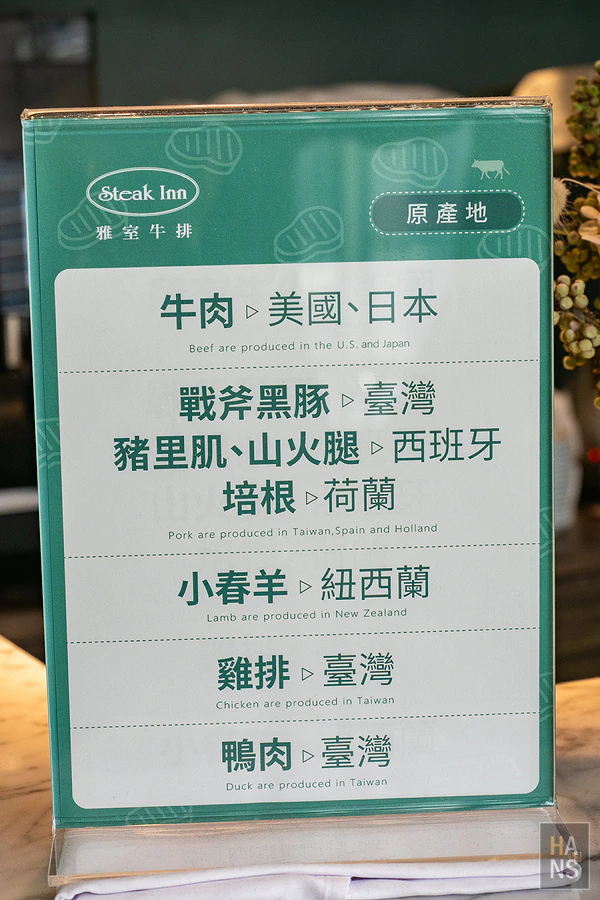 Steak Inn
雅室牛排
原產地
牛肉▷美國、日本
Beef are produced in the U.S. and Japan
戰斧黑豚▷臺灣
豬里肌、山火腿▷西班牙
培根▷荷蘭
Pork are produced in Taiwan,Spain and Holland
小春羊▷紐西蘭
Lamb are produced in New Zealand
雞排▷臺灣
Chicken are produced in Taiwan
鴨肉▷臺灣
Duck are produced in Taiwan
HANS